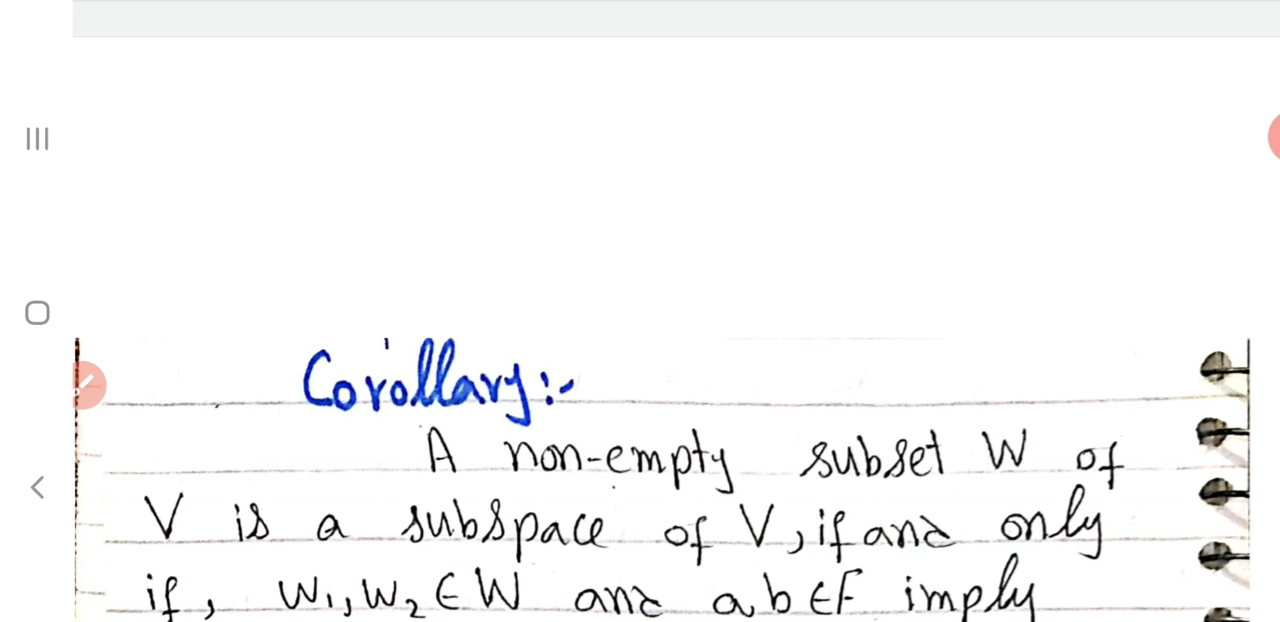 Corollary:-
A non-empty subset W of
V is a subspace of V, if and only
if, W₁, W₂ ∈ W and a b ∈ F imply